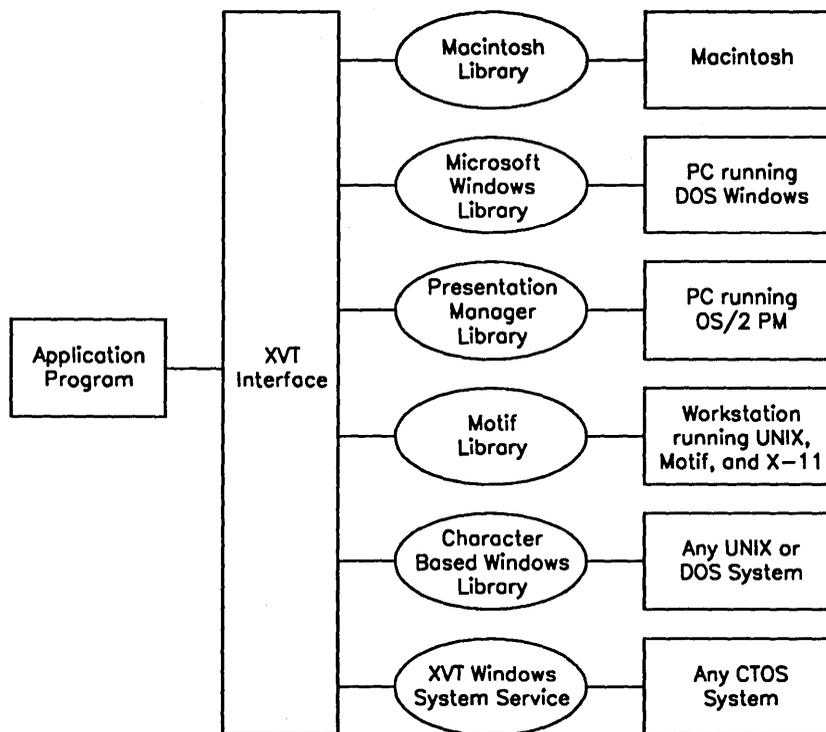 Application
Program
XVT
Interface
Macintosh
Library
Macintosh
Microsoft
Windows
Library
PC running
DOS Windows
Presentation
Manager
Library
PC running
OS/2 PM
Motif
Library
Workstation
running UNIX,
Motif, and X-11
Character
Based Windows
Library
Any UNIX or
DOS System
XVT Windows
System Service
Any CTOS
System